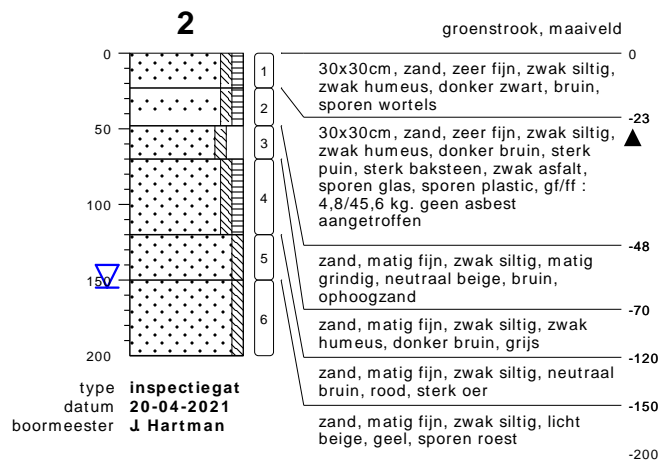 2
groenstrook, maaiveld
0
0
1
30x30cm, zand, zeer fijn, zwak siltig,
zwak humeus, donker zwart, bruin,
sporen wortels
-23
2
30x30cm, zand, zeer fijn, zwak siltig,
zwak humeus, donker bruin, sterk
puin, sterk baksteen, zwak asfalt,
sporen glas, sporen plastic, gf/ff :
4,8/45,6 kg. geen asbest
aangetroffen
50
3
-48
zand, matig fijn, zwak siltig, matig
grindig, neutraal beige, bruin,
ophoogzand
100
4
-70
zand, matig fijn, zwak siltig, zwak
humeus, donker bruin, grijs
-120
5
zand, matig fijn, zwak siltig, neutraal
bruin, rood, sterk oer
150
-150
6
zand, matig fijn, zwak siltig, licht
beige, geel, sporen roest
200
-200
type inspectiegat
datum 20-04-2021
boormeester J. Hartman